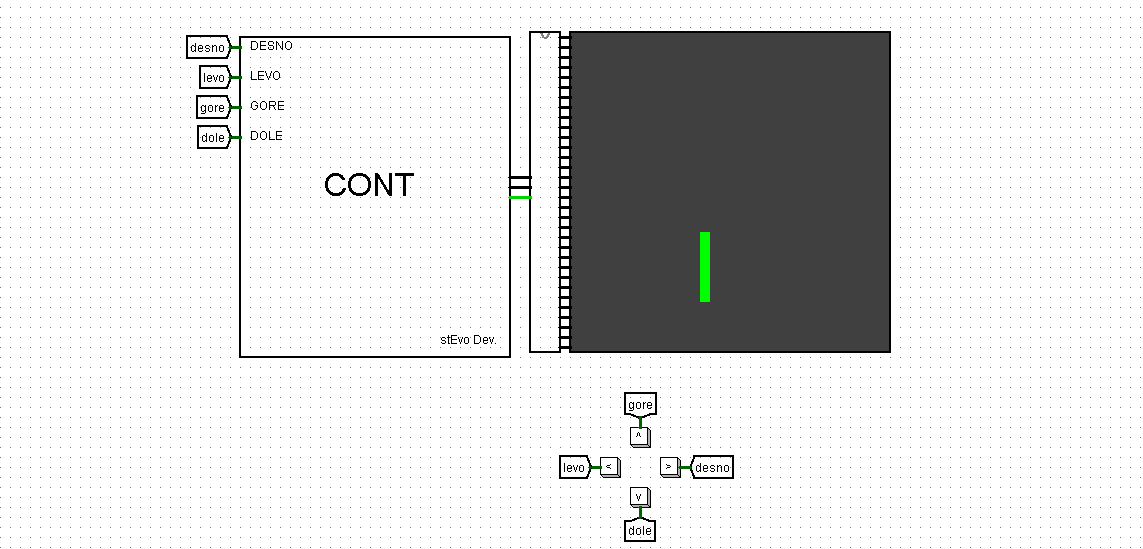 desno
DESNO
levo
LEVO
gore
GORE
dole
DOLE
CONT
stEvo Dev.
gore
^
levo
<
>
desno
v
dole